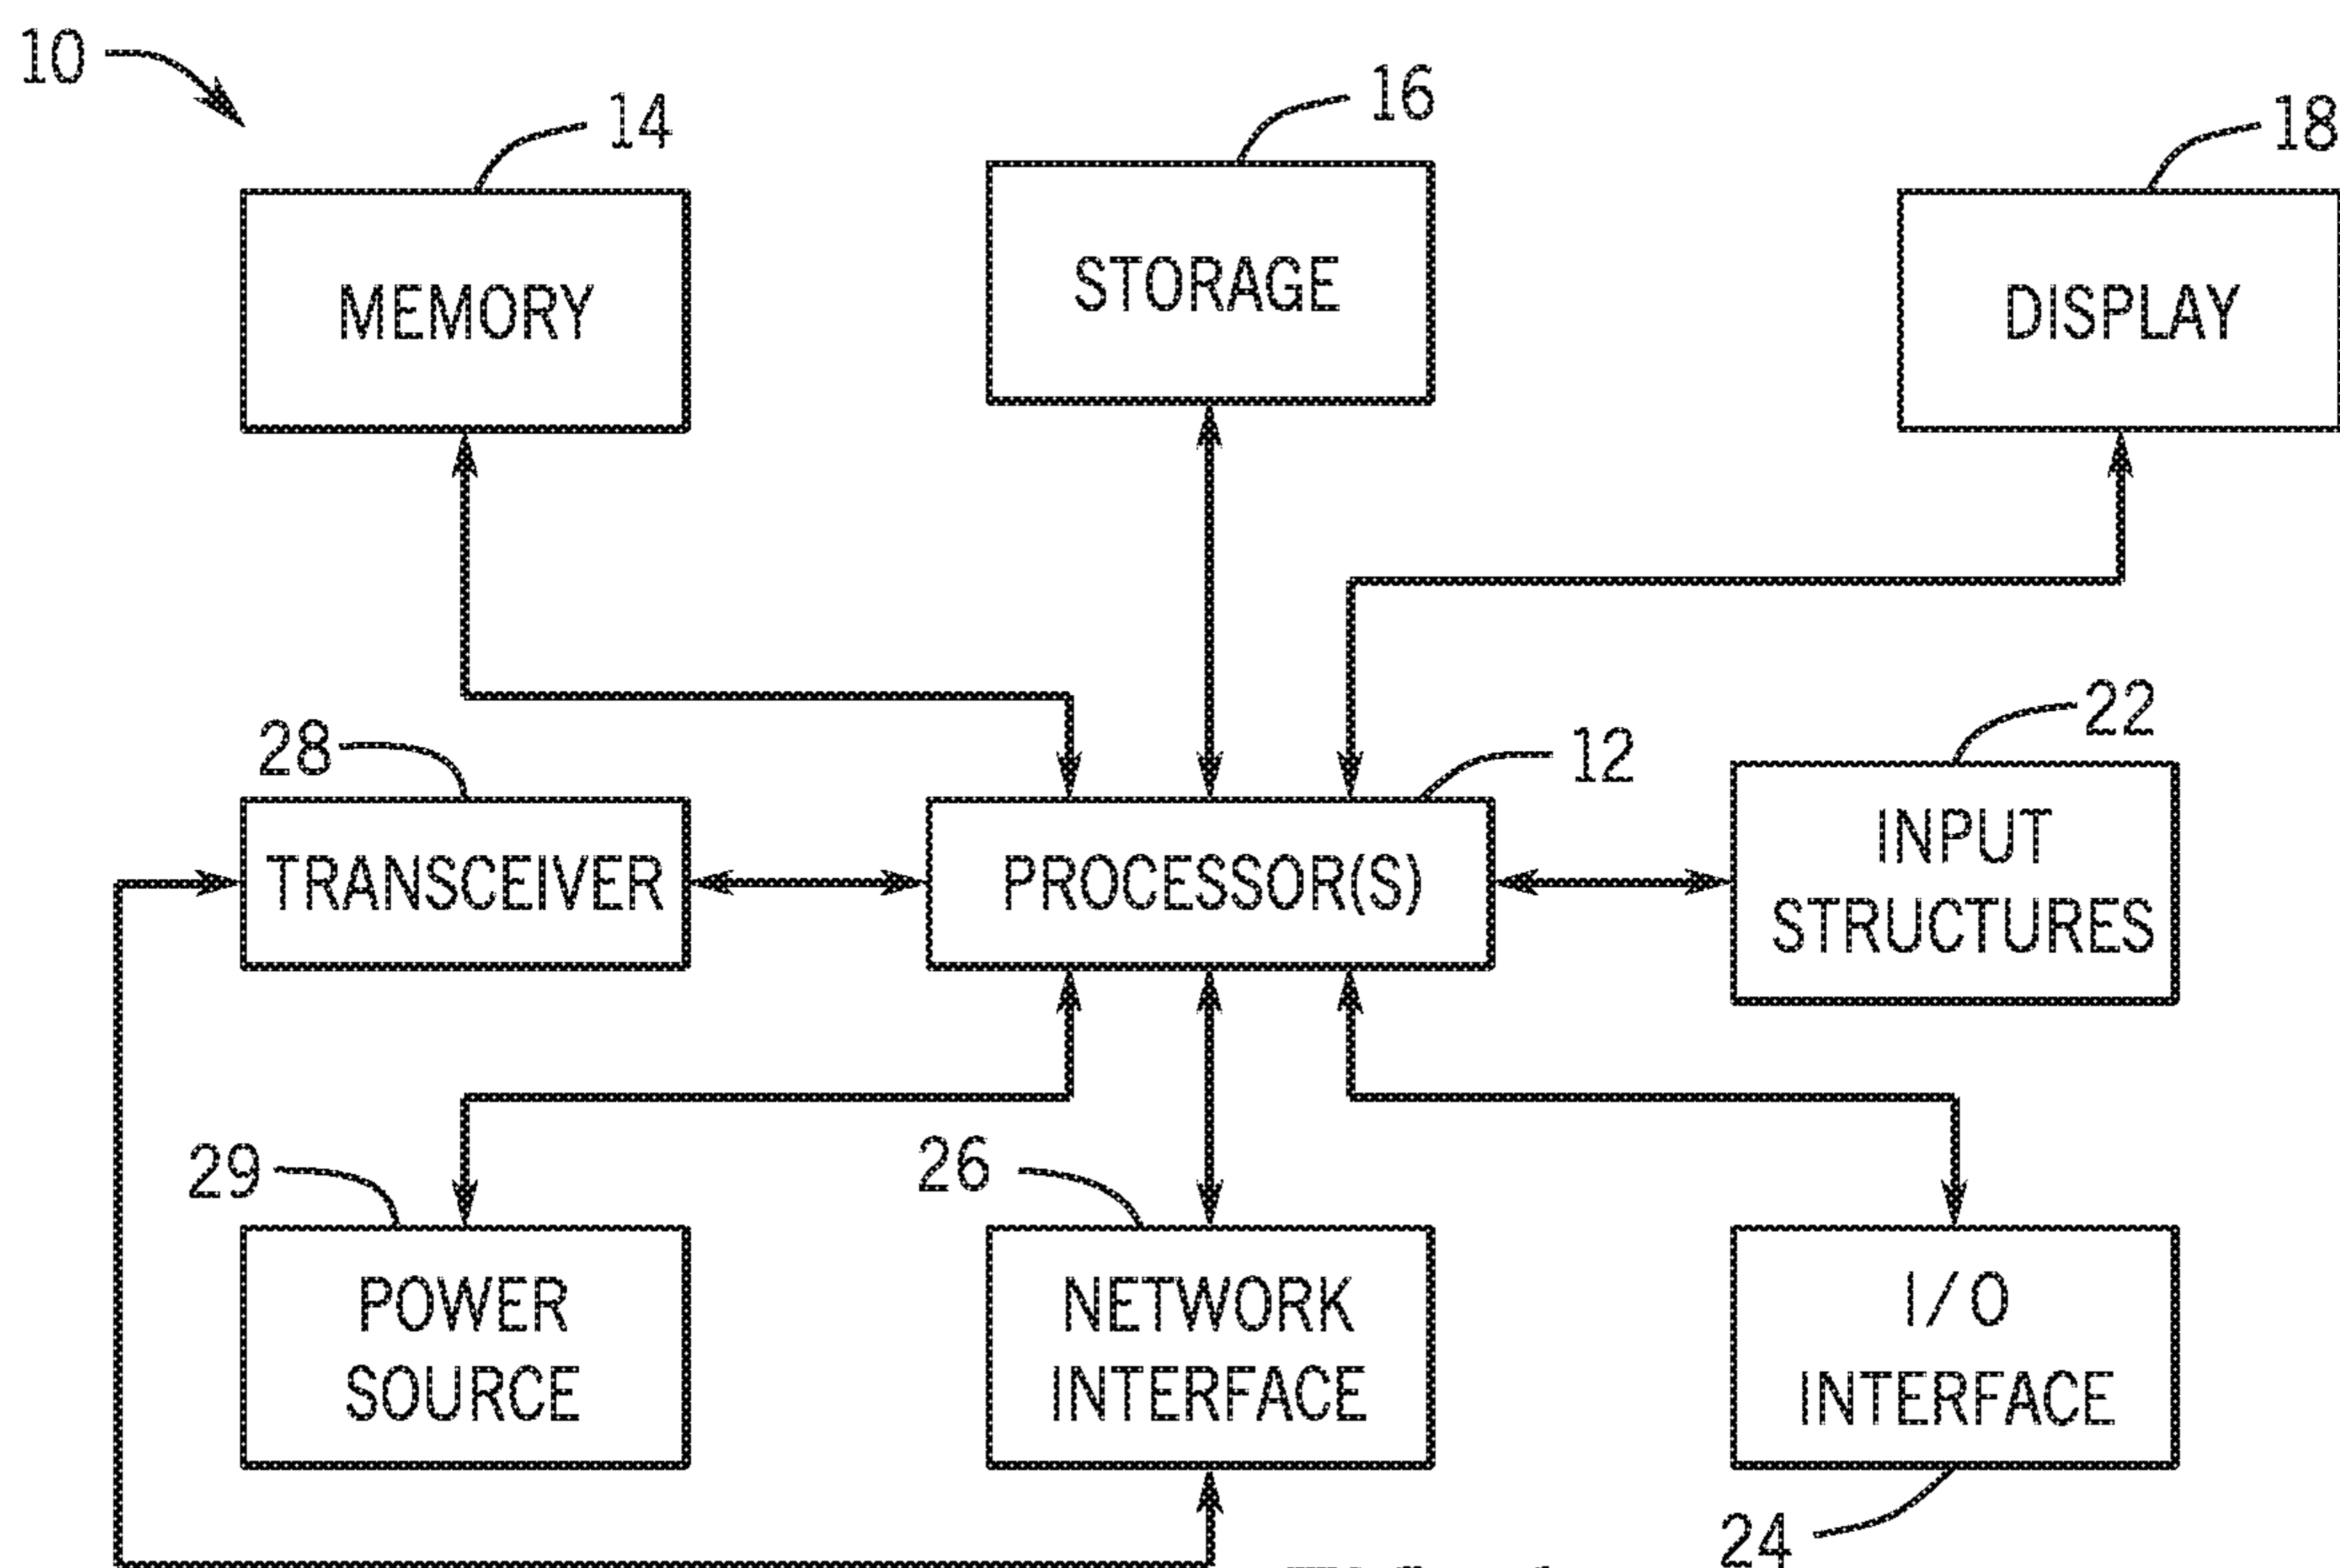 10
14
16
18
MEMORY
STORAGE
DISPLAY
28
12
22
TRANSCEIVER
PROCESSOR(S)
INPUT
STRUCTURES
29
26
POWER
SOURCE
NETWORK
INTERFACE
I/O
INTERFACE
24